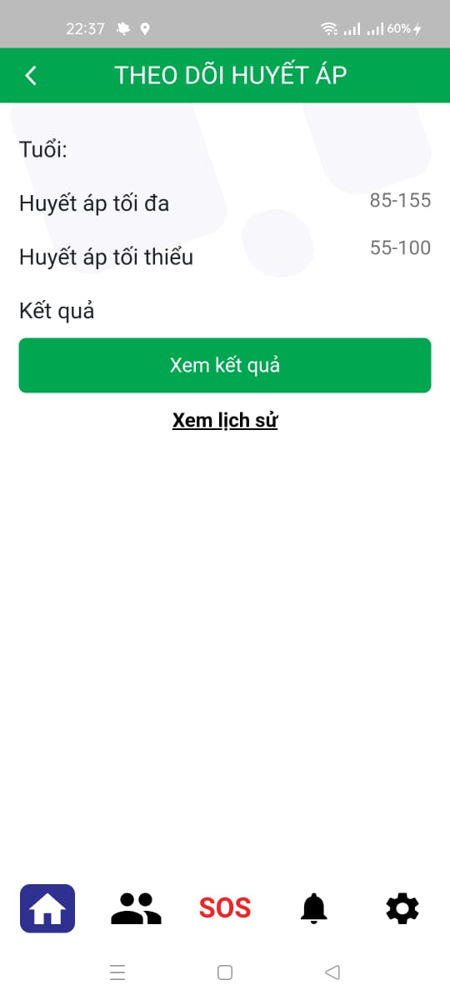 22:37
60%
THEO DÕI HUYẾT ÁP
Tuổi:
Huyết áp tối đa
85-155
Huyết áp tối thiểu
55-100
Kết quả
Xem kết quả
Xem lịch sử
SOS